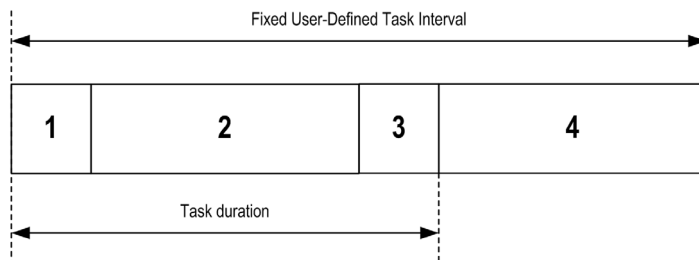 Fixed User-Defined Task Interval
1 2 3 4
Task duration